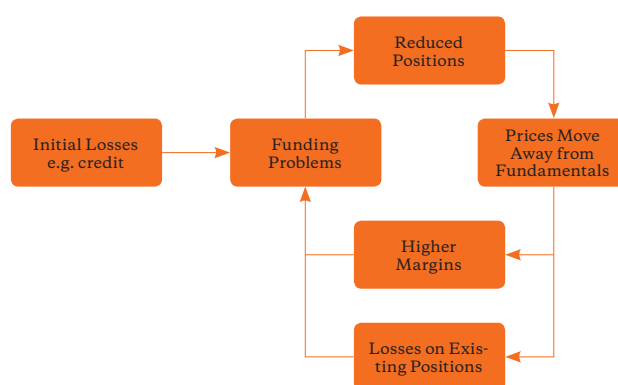 Reduced
Positions
Initial Losses
e.g. credit
Funding
Problems
Prices Move
Away from
Fundamentals
Higher
Margins
Losses on Exis-
ting Positions